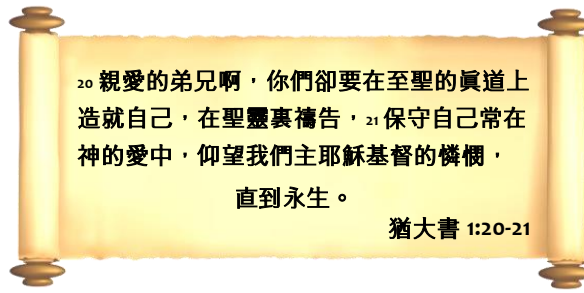 20 親愛的弟兄啊，你們卻要在至聖的眞道上
造就自己，在聖靈裏禱告，21 保守自己常在
神的愛中，仰望我們主耶穌基督的憐憫，
直到永生。
猶大書 1:20-21